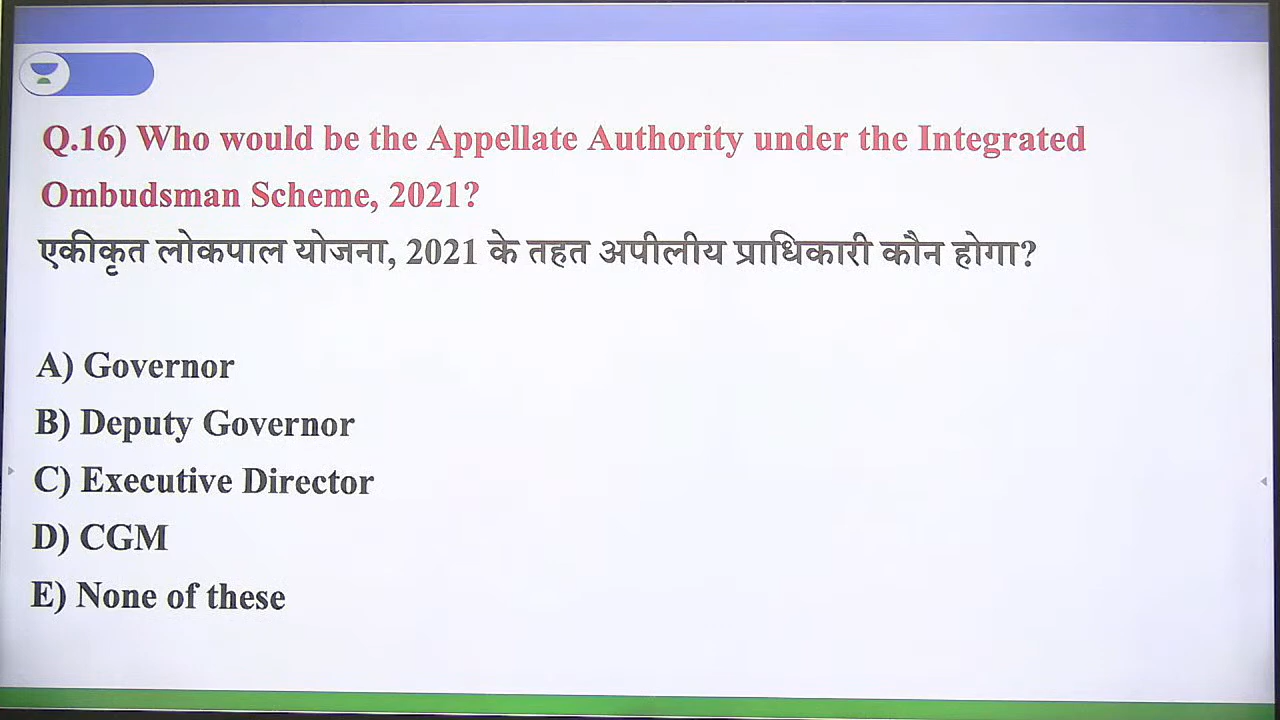 Q.16) Who would be the Appellate Authority under the Integrated
Ombudsman Scheme, 2021?
एकीकृत लोकपाल योजना, 2021 के तहत अपीलीय प्राधिकारी कौन होगा?
A) Governor
B) Deputy Governor
C) Executive Director
D) CGM
E) None of these